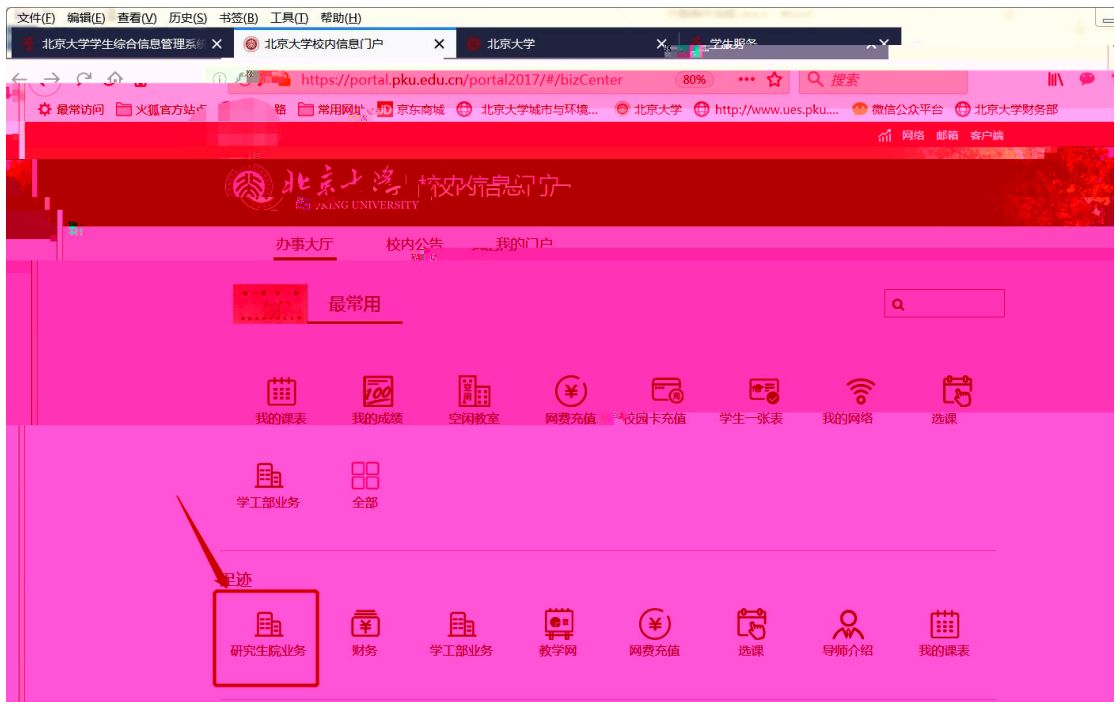 文件(F) 编辑(E) 查看(V) 历史(S) 书签(B) 工具(T) 帮助(H)
北京大学学生综合信息管理系统 北京大学校内信息门户 北京大学 学生服务
https://portal.pku.edu.cn/portal2017/#/bizCenter 80% 搜索
最常访问 火狐官方站点 常用网址 JD 京东商城 北京大学城市与环境... 北京大学 http://www.ues.pku.... 微信公众平台 北京大学财务部
网络 邮箱 客户端
北京大学 校内信息门户
PEKING UNIVERSITY
办事大厅 校内公告 我的门户
最常用
我的课表 我的成绩 空闲教室 网费充值 校园卡充值 学生一张表 我的网络 选课
学工部业务 全部
足迹
研究生院业务 财务 学工部业务 教学网 网费充值 选课 导师介绍 我的课表